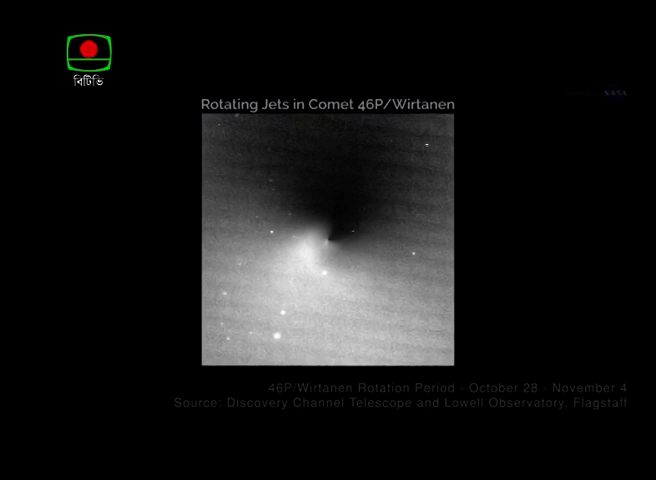 বিটিভি
Rotating Jets in Comet 46P/Wirtanen
NASA
46P/Wirtanen Rotation Period - October 28 - November 4
Source: Discovery Channel Telescope and Lowell Observatory, Flagstaff